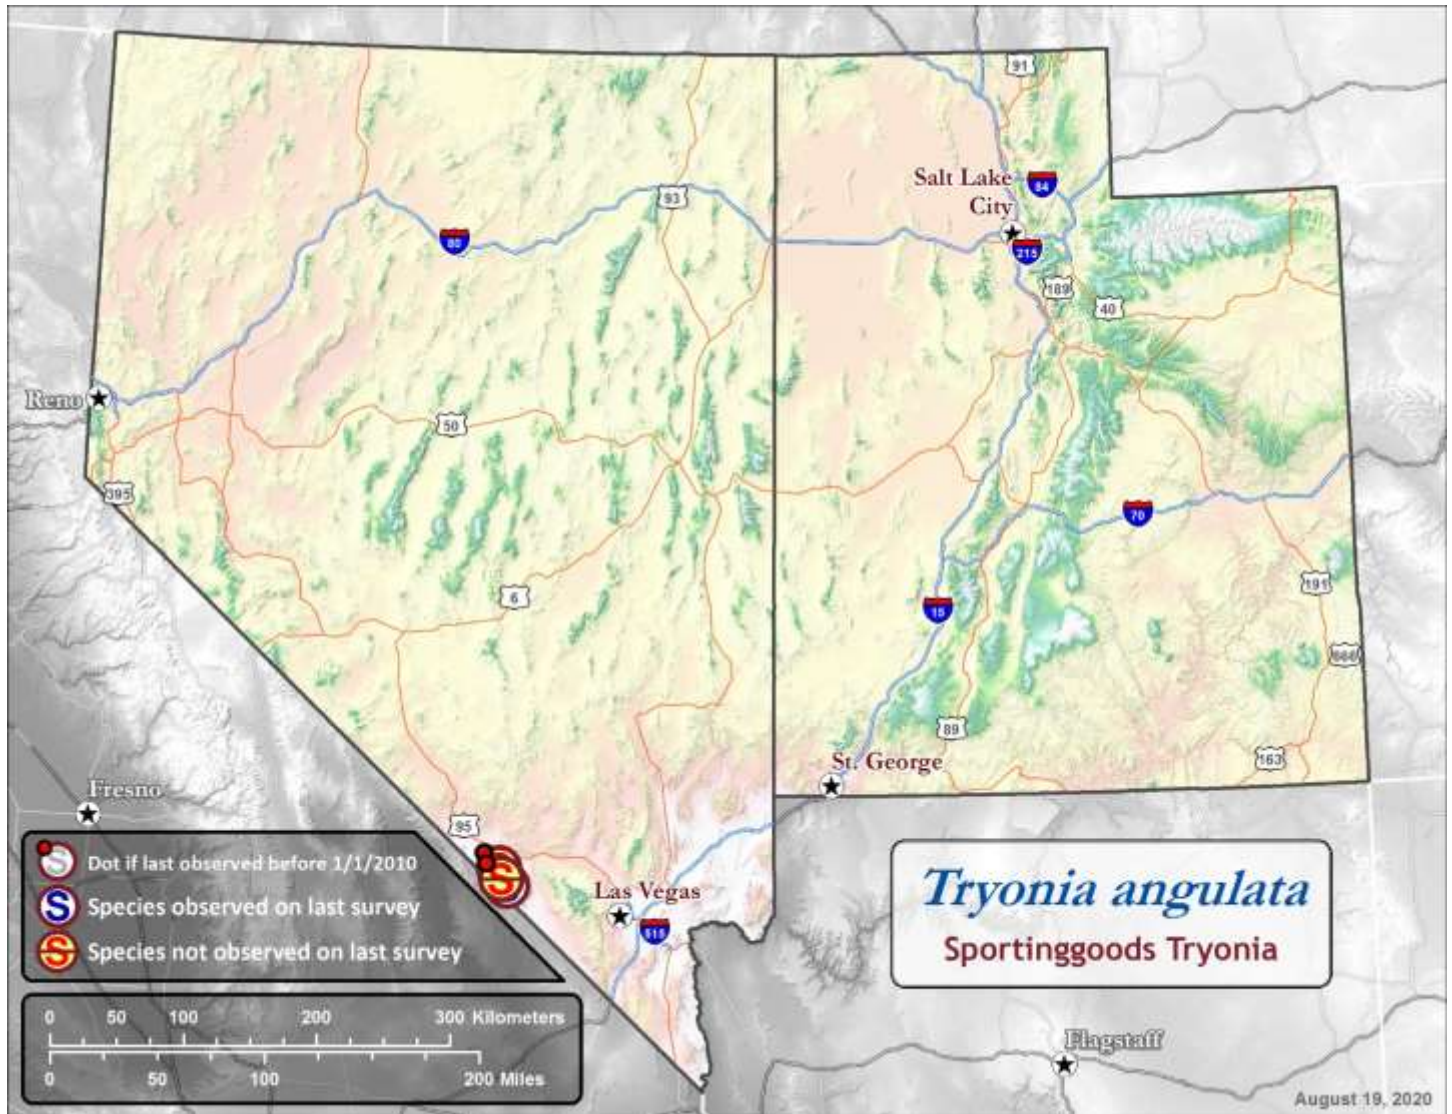 91
Salt Lake
City
84
93
80
215
189
40
Reno
50
395
70
6
191
15
666
89
163
St. George
Fresno
95
Las Vegas
515
S Dot if last observed before 1/1/2010
S Species observed on last survey
S Species not observed on last survey
S
Tryonia angulata
Sportinggoods Tryonia
0 50 100 200 300 Kilometers
0 50 100 200 Miles
Flagstaff
August 19, 2020